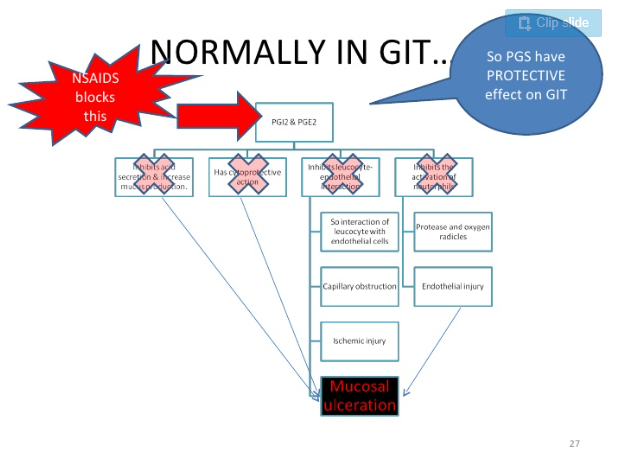 Clip slide
NORMALLY IN GIT...
NSAIDS
blocks
this
So PGS have
PROTECTIVE
effect on GIT
PGI2 & PGE2
Inhibits acid
secretion & increase
mucus production.
Has cytoprotective
action
Inhibits leucocyte-
endothelial
interaction
Inhibits the
activation of
neutrophils
So interaction of
leucocyte with
endothelial cells
Protease and oxygen
radicles
Capillary obstruction
Endothelial injury
Ischemic injury
Mucosal
ulceration
27